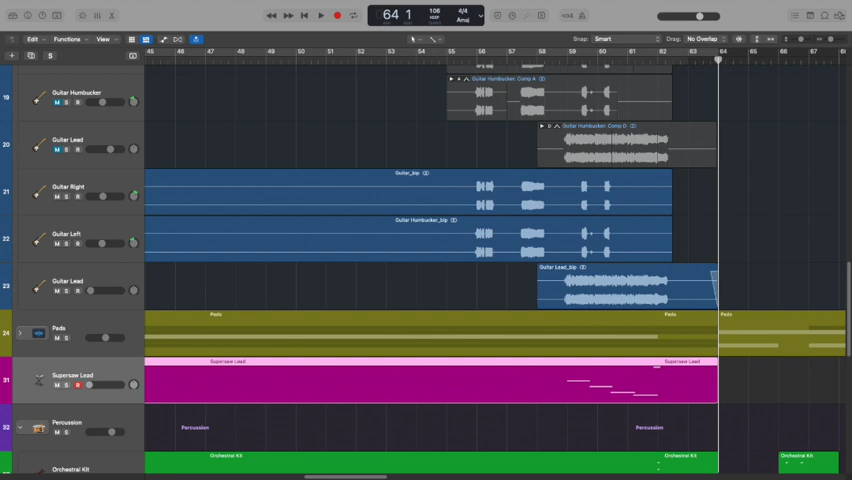 64 1
106
KEEP
4/4
Amaj
Edit Functions View
Snap: Smart
Drag: No Overlap
45 46 47 48 49 50 51 52 53 54 55 56 57 58 59 60 61 62 63 64 65 66 67 68
S
19 Guitar Humbucker
M S R
A Guitar Humbucker: Comp A
20 Guitar Lead
M S R
D Guitar Humbucker: Comp D
21 Guitar Right
M S R
Guitar_bip
22 Guitar Left
M S R
Guitar Humbucker_bip
23 Guitar Lead
M S R
Guitar Lead_bip
24 Pads
M S
Pads Pads Pads
31 Supersaw Lead
M S R
Supersaw Lead Supersaw Lead
32 Percussion
M S
Percussion Percussion
Orchestral Kit
Orchestral Kit Orchestral Kit Orchestral Kit